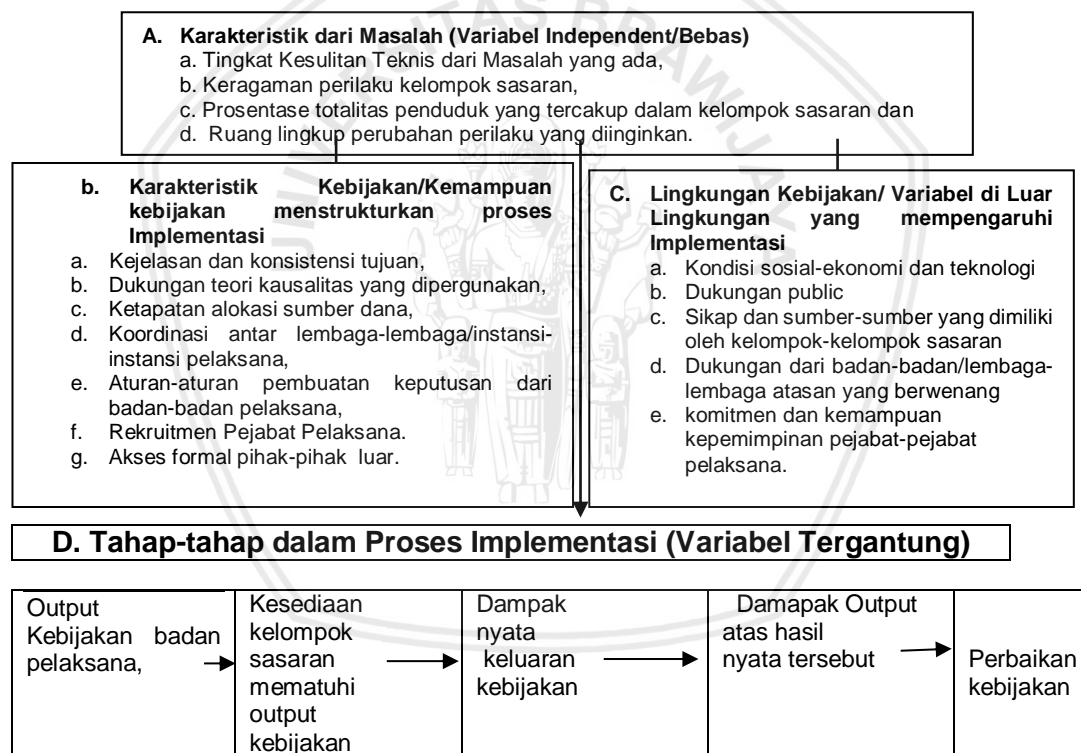 UNIVERSITAS BRAWIJAYA
A. Karakteristik dari Masalah (Variabel Independent/Bebas)
a. Tingkat Kesulitan Teknis dari Masalah yang ada,
b. Keragaman perilaku kelompok sasaran,
c. Prosentase totalitas penduduk yang tercakup dalam kelompok sasaran dan
d. Ruang lingkup perubahan perilaku yang diinginkan.
b. Karakteristik Kebijakan/Kemampuan
kebijakan menstrukturkan proses
Implementasi
a. Kejelasan dan konsistensi tujuan,
b. Dukungan teori kausalitas yang dipergunakan,
c. Ketapatan alokasi sumber dana,
d. Koordinasi antar lembaga-lembaga/instansi-
instansi pelaksana,
e. Aturan-aturan pembuatan keputusan dari
badan-badan pelaksana,
f. Rekruitmen Pejabat Pelaksana.
g. Akses formal pihak-pihak luar.
C. Lingkungan Kebijakan/ Variabel di Luar
Lingkungan yang mempengaruhi
Implementasi
a. Kondisi sosial-ekonomi dan teknologi
b. Dukungan public
c. Sikap dan sumber-sumber yang dimiliki
oleh kelompok-kelompok sasaran
d. Dukungan dari badan-badan/lembaga-
lembaga atasan yang berwenang
e. komitmen dan kemampuan
kepemimpinan pejabat-pejabat
pelaksana.
D. Tahap-tahap dalam Proses Implementasi (Variabel Tergantung)
Output
Kebijakan badan
pelaksana,
Kesediaan
kelompok
sasaran
mematuhi
output
kebijakan
Dampak
nyata
keluaran
kebijakan
Damapak Output
atas hasil
nyata tersebut
Perbaikan
kebijakan